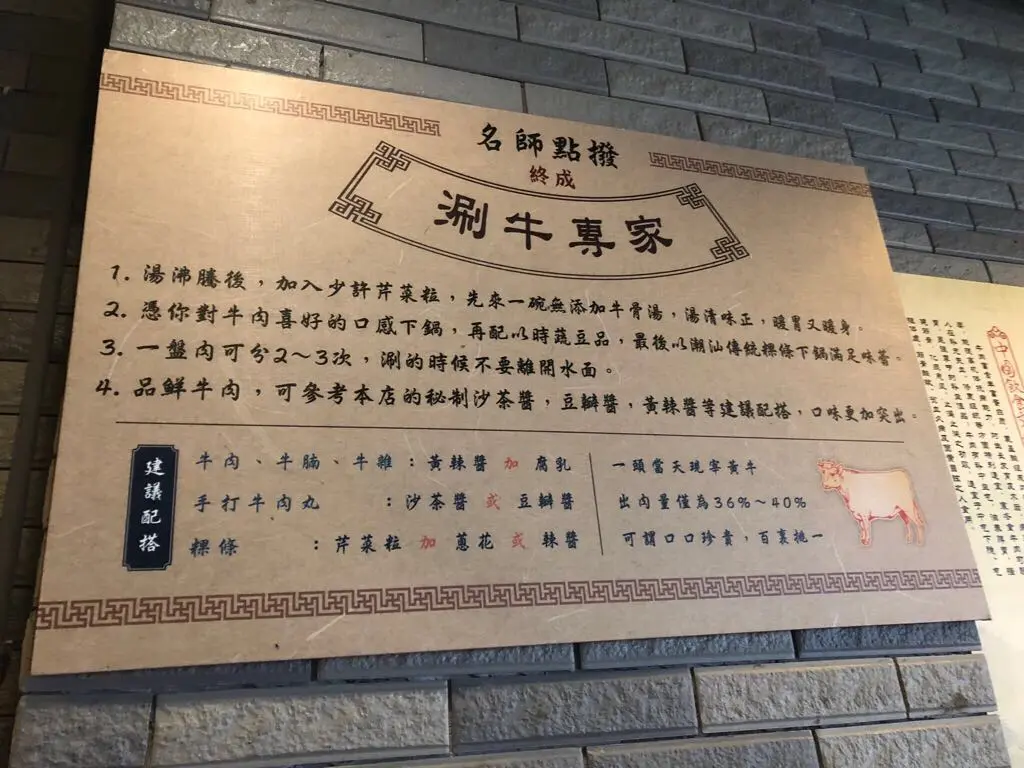 名師點撥
終成
涮牛專家
1. 湯沸騰後，加入少許芹菜粒，先來一碗無添加牛骨湯，湯清味正，暖胃又暖身。
2. 憑你對牛肉喜好的口感下鍋，再配以時蔬豆品，最後以潮汕傳統粿條下鍋滿足味蕾。
3. 一盤肉可分2～3次，涮的時候不要離開水面。
4. 品鮮牛肉，可參考本店的秘制沙茶醬，豆瓣醬，黃辣醬等建議配搭，口味更加突出。
建議配搭
牛肉、牛腩、牛雜：黃辣醬 加 腐乳
手打牛肉丸：沙茶醬 或 豆瓣醬
粿條：芹菜粒 加 蔥花 或 辣醬
一頭當天現宰黃牛
出肉量僅為36%～40%
可謂口口珍貴，百裏挑一